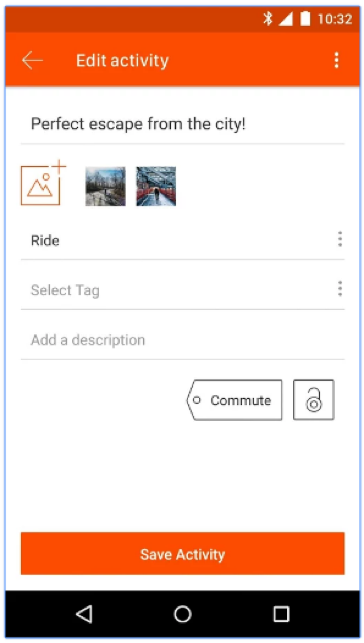 10:32
Edit activity
Perfect escape from the city!
Ride
Select Tag
Add a description
Commute
Save Activity